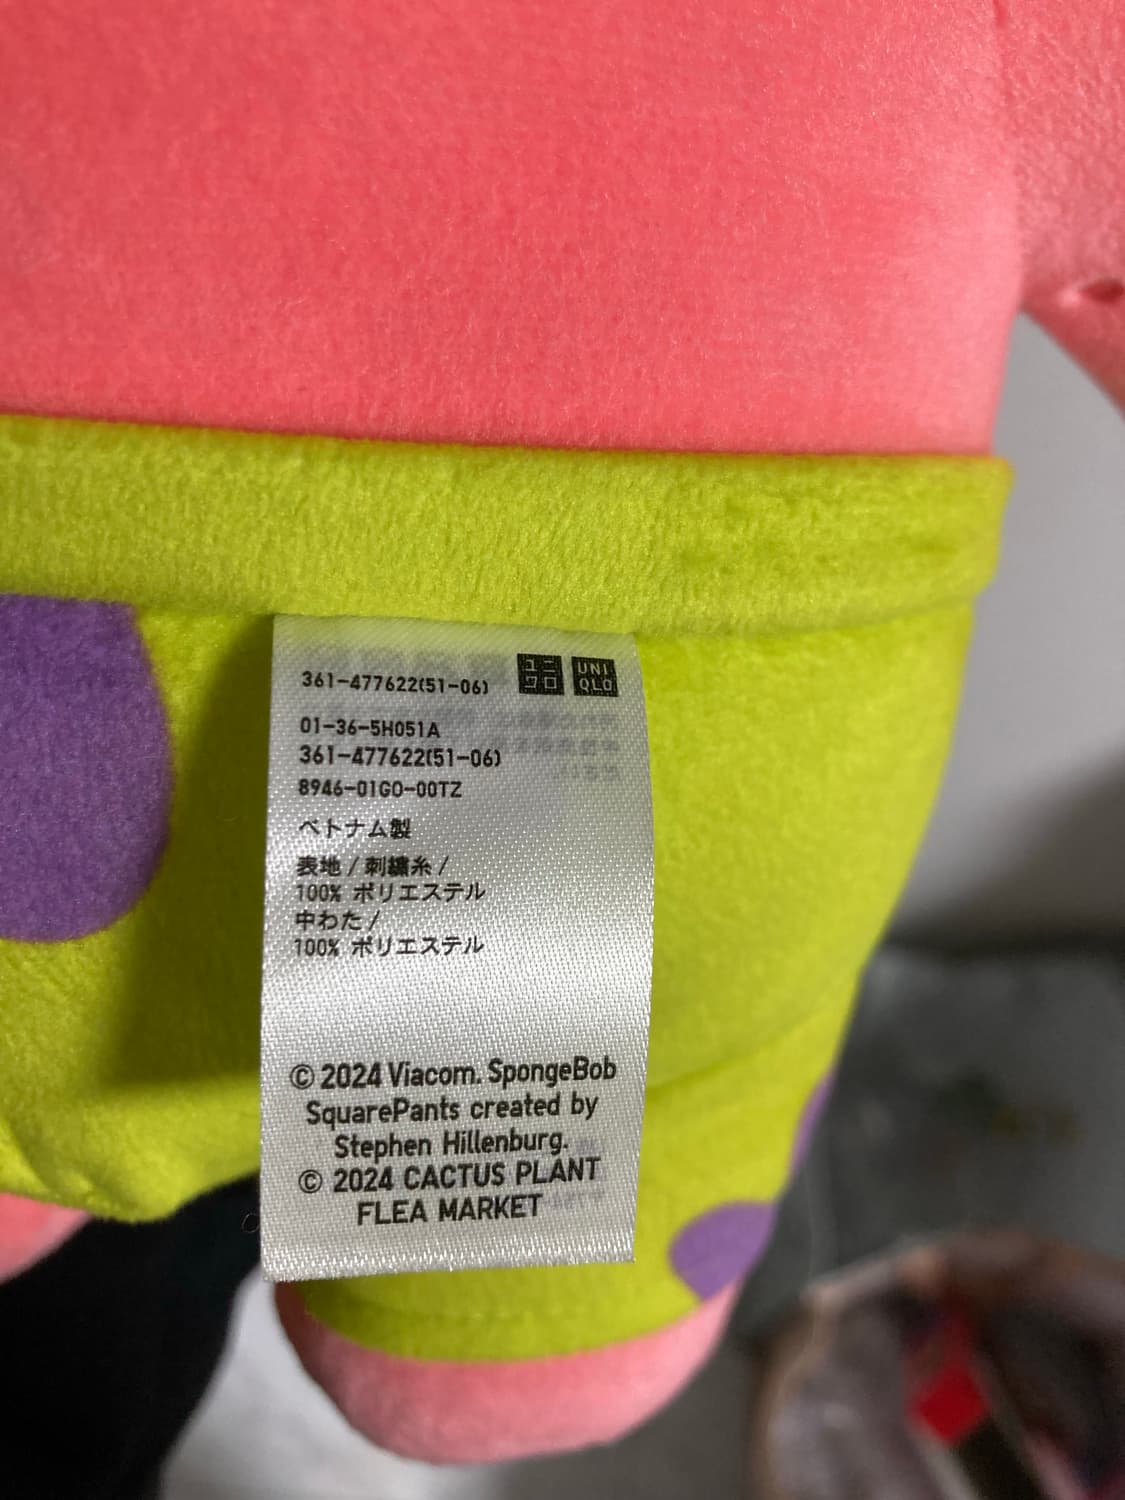 361-477622(51-06) ユニクロ UNIQLO
01-36-5H051A
361-477622(51-06)
8946-01GO-00TZ
ベトナム製
表地 / 刺繍糸 /
100% ポリエステル
中わた /
100% ポリエステル
© 2024 Viacom. SpongeBob
SquarePants created by
Stephen Hillenburg.
© 2024 CACTUS PLANT
FLEA MARKET